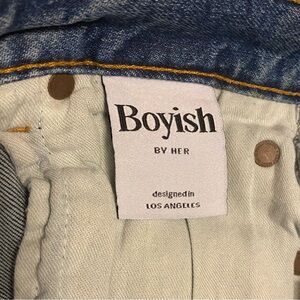 Boyish
BY HER
designed in
LOS ANGELES